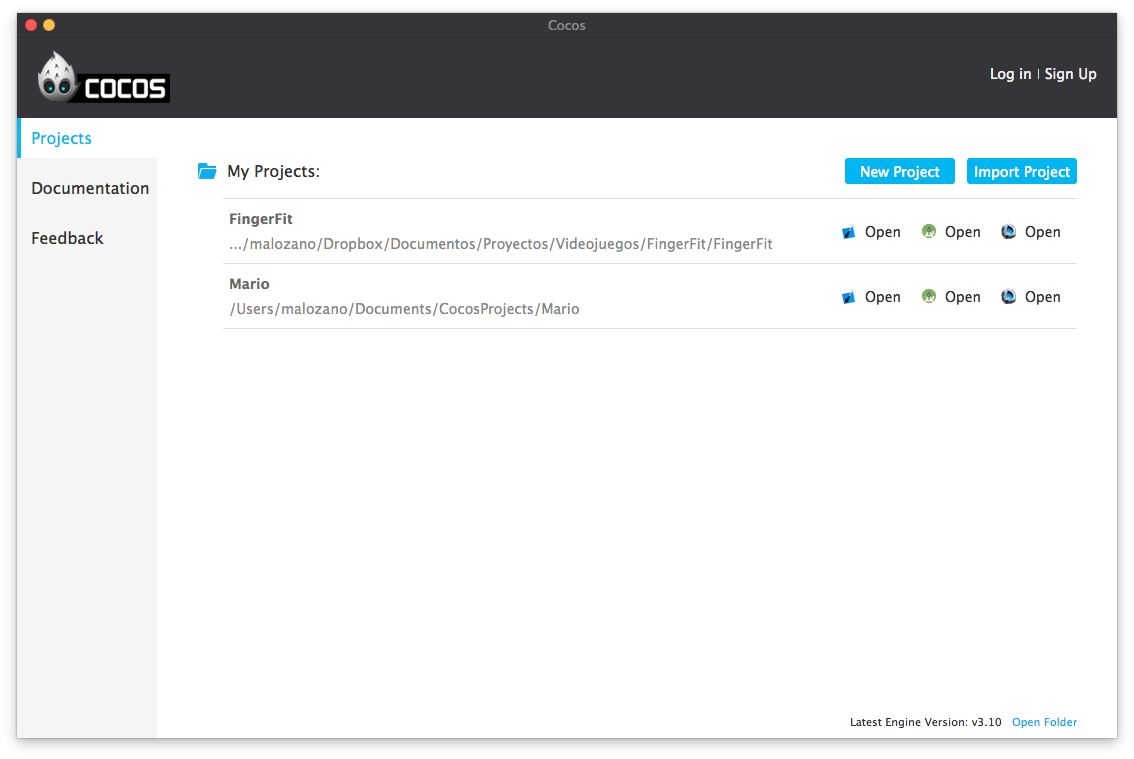 Cocos
COCOS
Log in | Sign Up
Projects
Documentation
Feedback
My Projects:
New Project
Import Project
FingerFit
.../malozano/Dropbox/Documentos/Proyectos/Videojuegos/FingerFit/FingerFit
Open Open Open
Mario
/Users/malozano/Documents/CocosProjects/Mario
Open Open Open
Latest Engine Version: v3.10 Open Folder